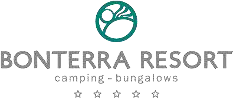 BONTERRA RESORT
camping - bungalows